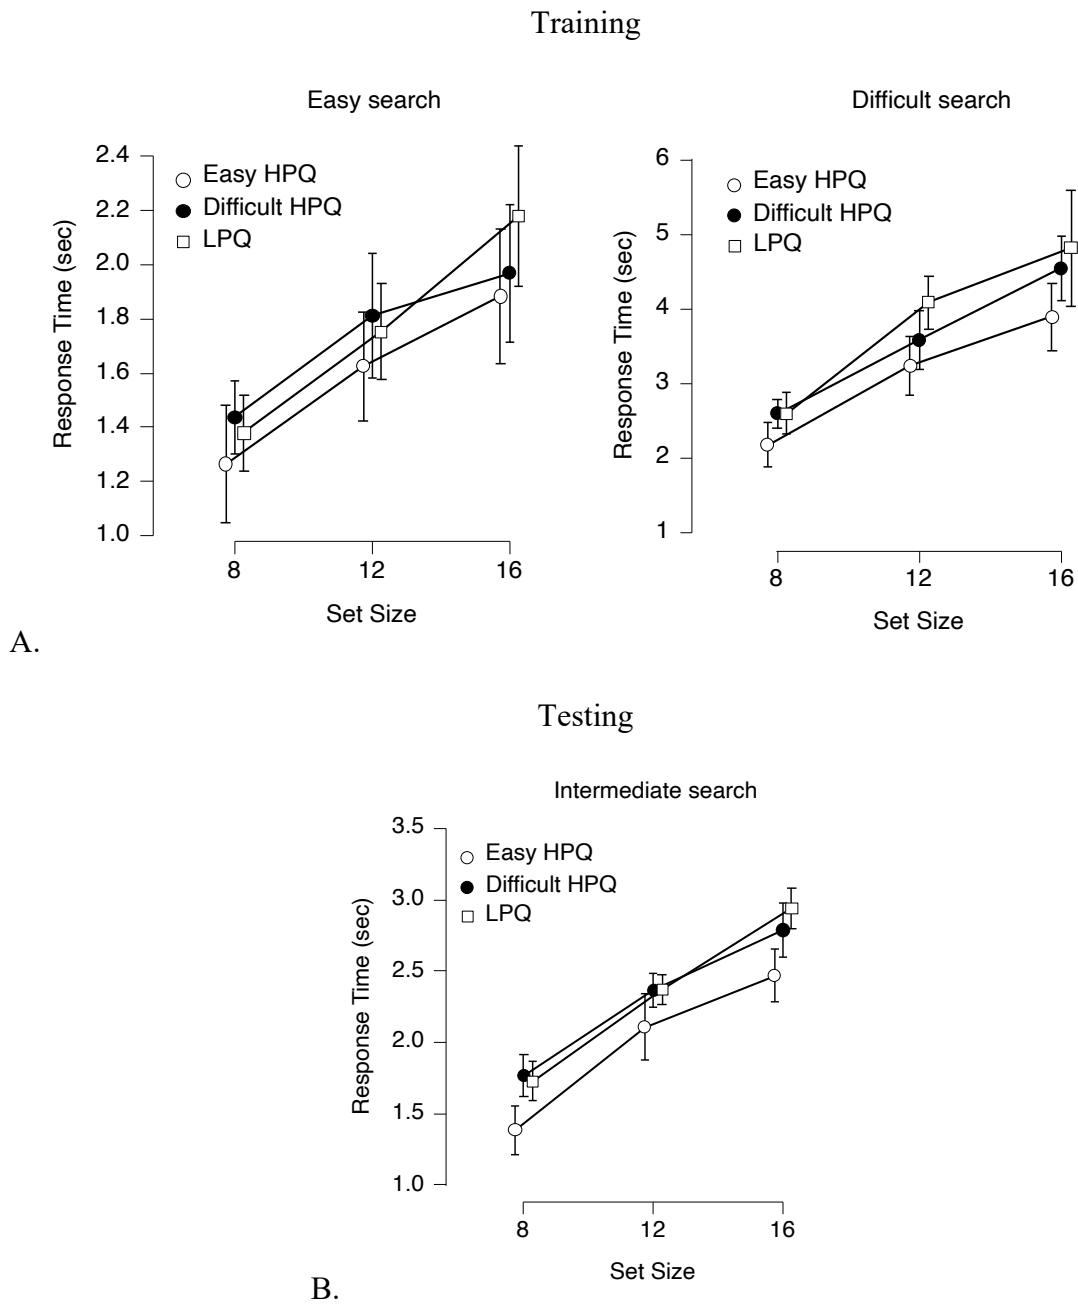 Training
Easy search
2.4
2.2
2.0
1.8
1.6
1.4
1.2
1.0
Response Time (sec)
Easy HPQ
Difficult HPQ
LPQ
8 12 16
Set Size
Difficult search
6
5
4
3
2
1
Response Time (sec)
Easy HPQ
Difficult HPQ
LPQ
8 12 16
Set Size
A.
Testing
Intermediate search
3.5
3.0
2.5
2.0
1.5
1.0
Response Time (sec)
Easy HPQ
Difficult HPQ
LPQ
8 12 16
Set Size
B.